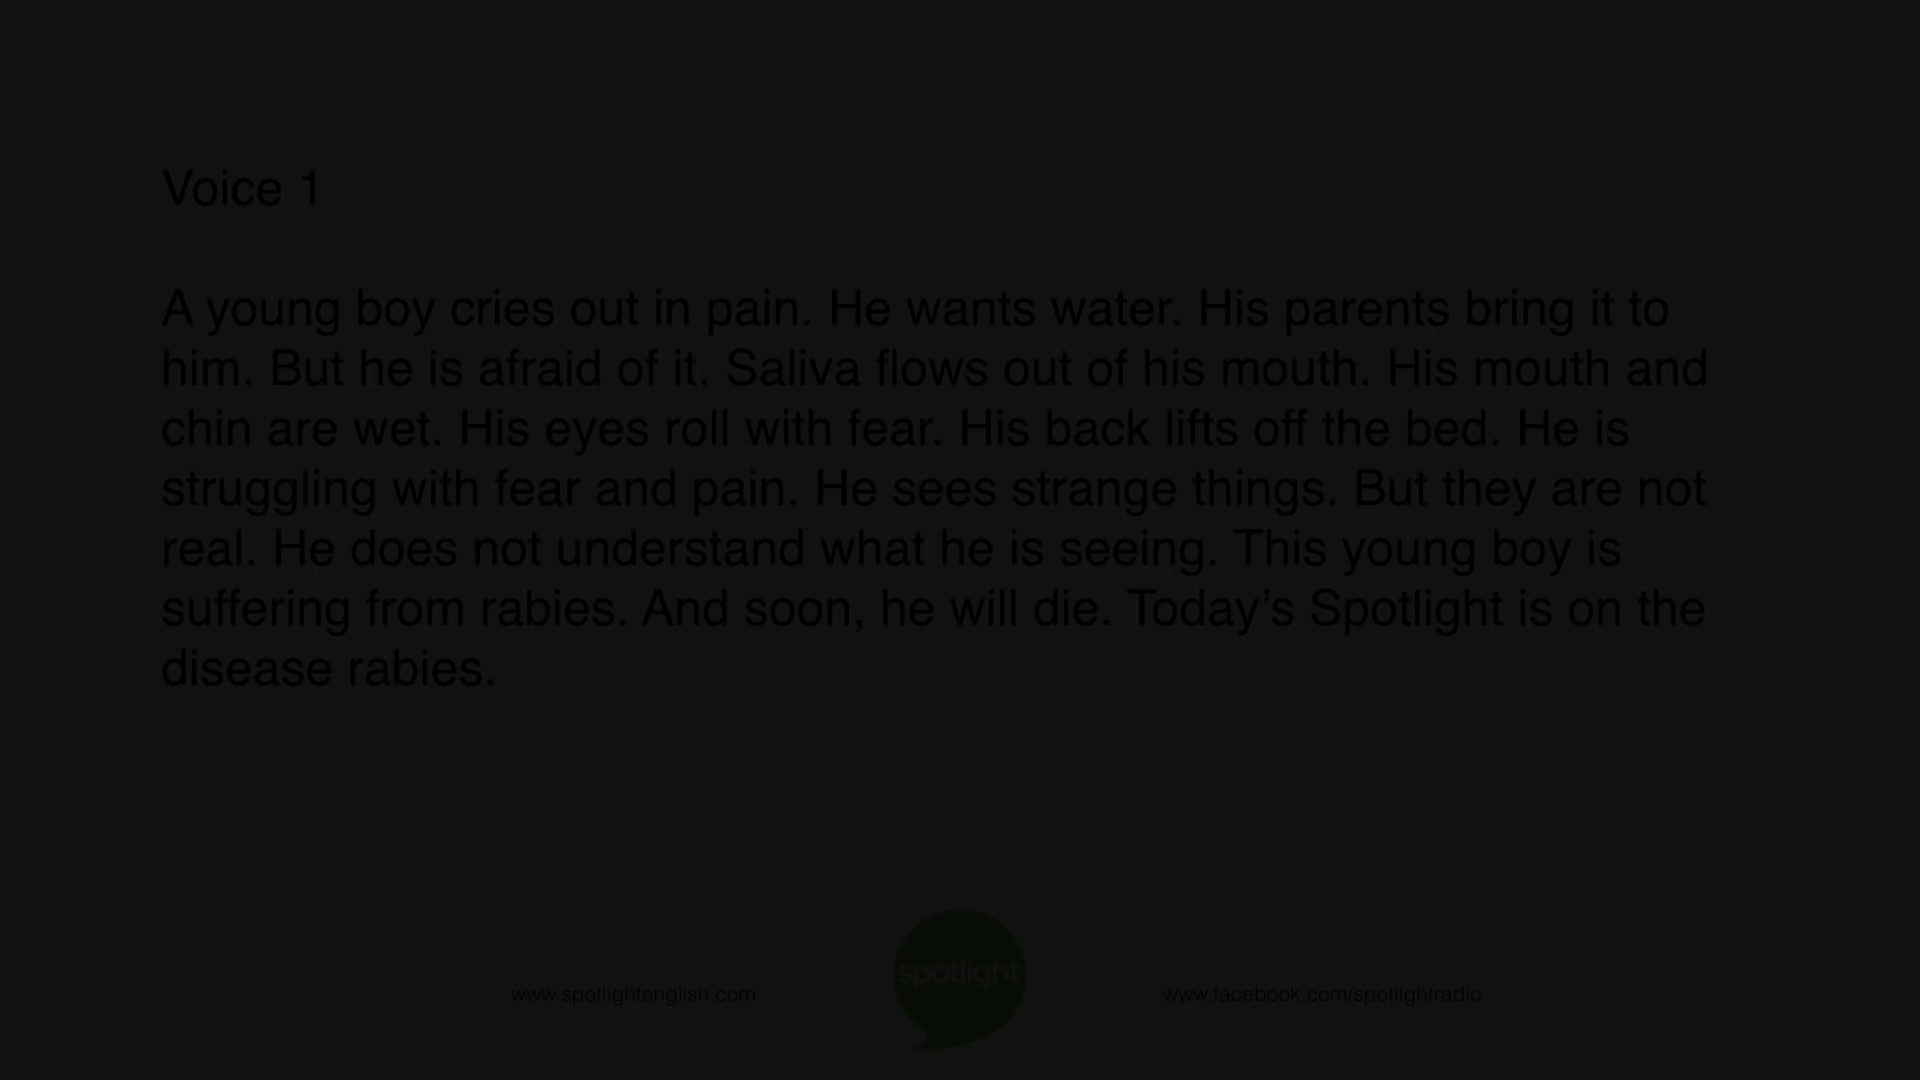 Voice 1
A young boy cries out in pain. He wants water. His parents bring it to
him. But he is afraid of it. Saliva flows out of his mouth. His mouth and
chin are wet. His eyes roll with fear. His back lifts off the bed. He is
struggling with fear and pain. He sees strange things. But they are not
real. He does not understand what he is seeing. This young boy is
suffering from rabies. And soon, he will die. Today’s Spotlight is on the
disease rabies.
spotlight
www.spotlightenglish.com
www.facebook.com/spotlightradio